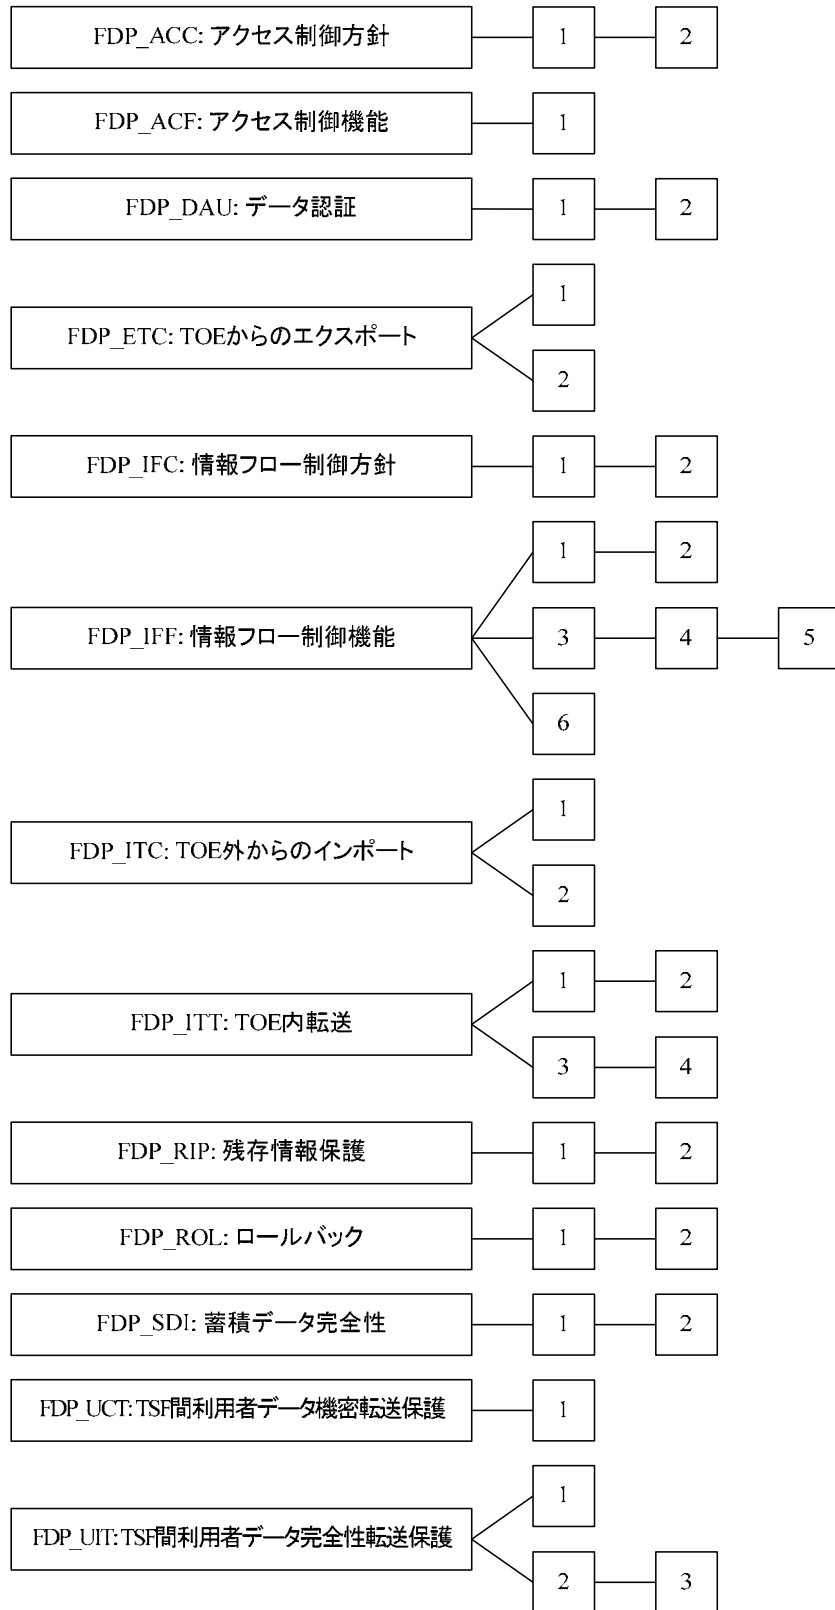 FDP_ACC: アクセス制御方針 1 2
FDP_ACF: アクセス制御機能 1
FDP_DAU: データ認証 1 2
1
FDP_ETC: TOEからのエクスポート
2
FDP_IFC: 情報フロー制御方針 1 2
1 2
FDP_IFF: 情報フロー制御機能 3 4 5
6
1
FDP_ITC: TOE外からのインポート
2
1 2
FDP_ITT: TOE内転送
3 4
FDP_RIP: 残存情報保護 1 2
FDP_ROL: ロールバック 1 2
FDP_SDI: 蓄積データ完全性 1 2
FDP_UCT: TSF間利用者データ機密転送保護 1
1
FDP_UIT: TSF間利用者データ完全性転送保護
2 3